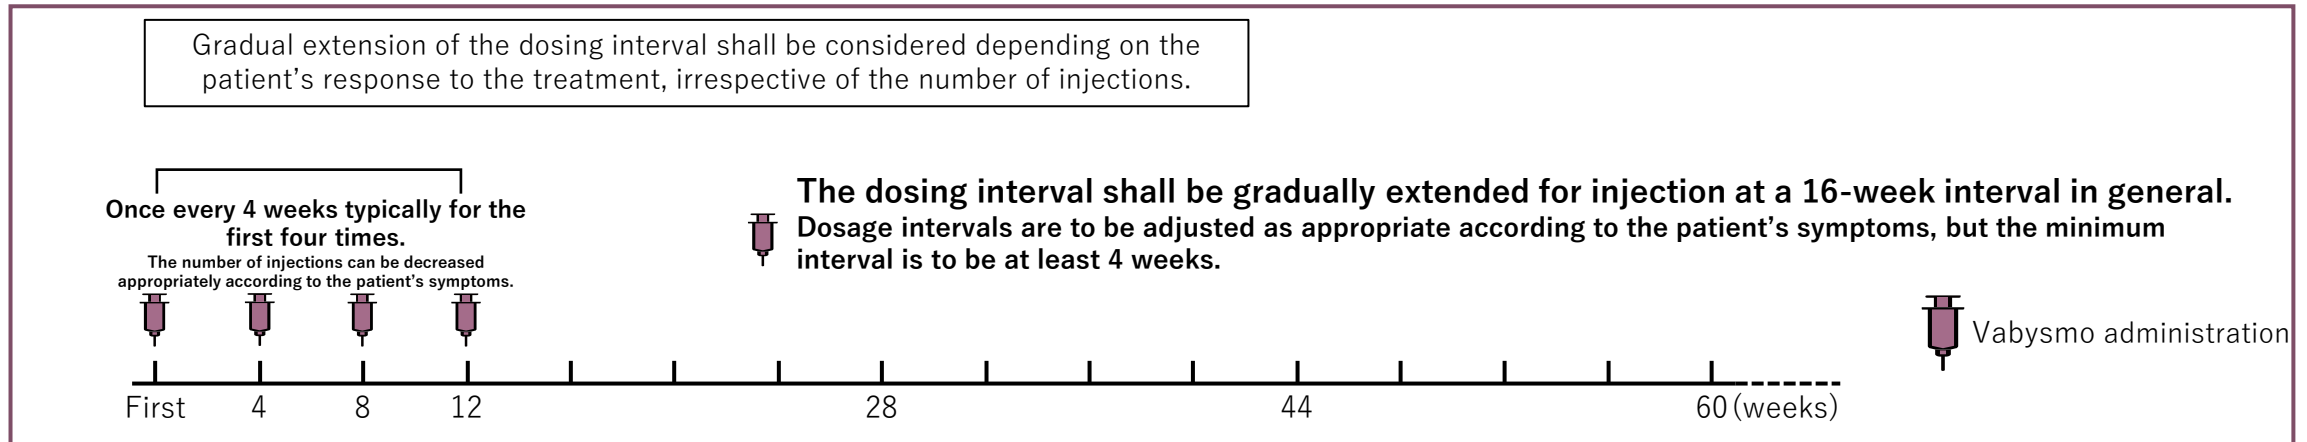 Gradual extension of the dosing interval shall be considered depending on the
patient’s response to the treatment, irrespective of the number of injections.
Once every 4 weeks typically for the
first four times.
The number of injections can be decreased
appropriately according to the patient’s symptoms.
The dosing interval shall be gradually extended for injection at a 16-week interval in general.
Dosage intervals are to be adjusted as appropriate according to the patient’s symptoms, but the minimum
interval is to be at least 4 weeks.
Vabysmo administration
First 4 8 12 28 44 60 (weeks)